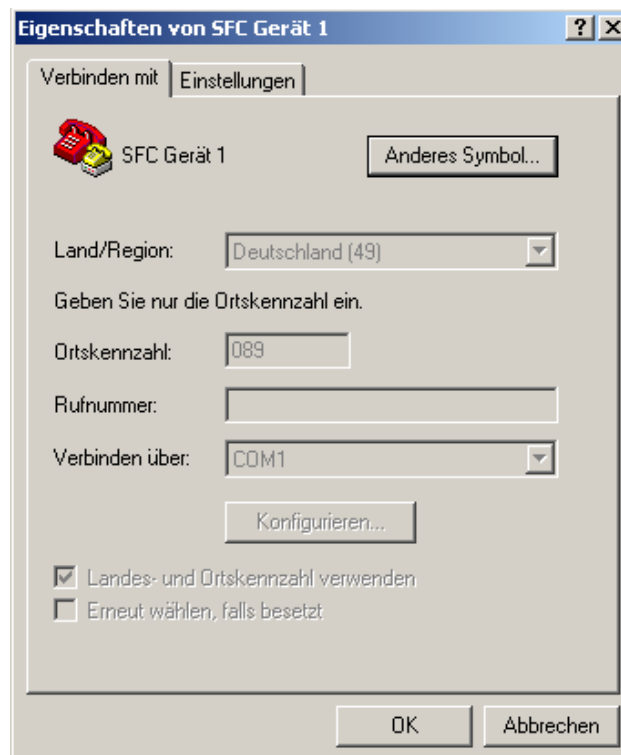 Eigenschaften von SFC Gerät 1
Verbinden mit Einstellungen
SFC Gerät 1 Anderes Symbol...
Land/Region: Deutschland (49)
Geben Sie nur die Ortskennzahl ein.
Ortskennzahl: 089
Rufnummer:
Verbinden über: COM1
Konfigurieren...
Landes- und Ortskennzahl verwenden
Erneut wählen, falls besetzt
OK Abbrechen